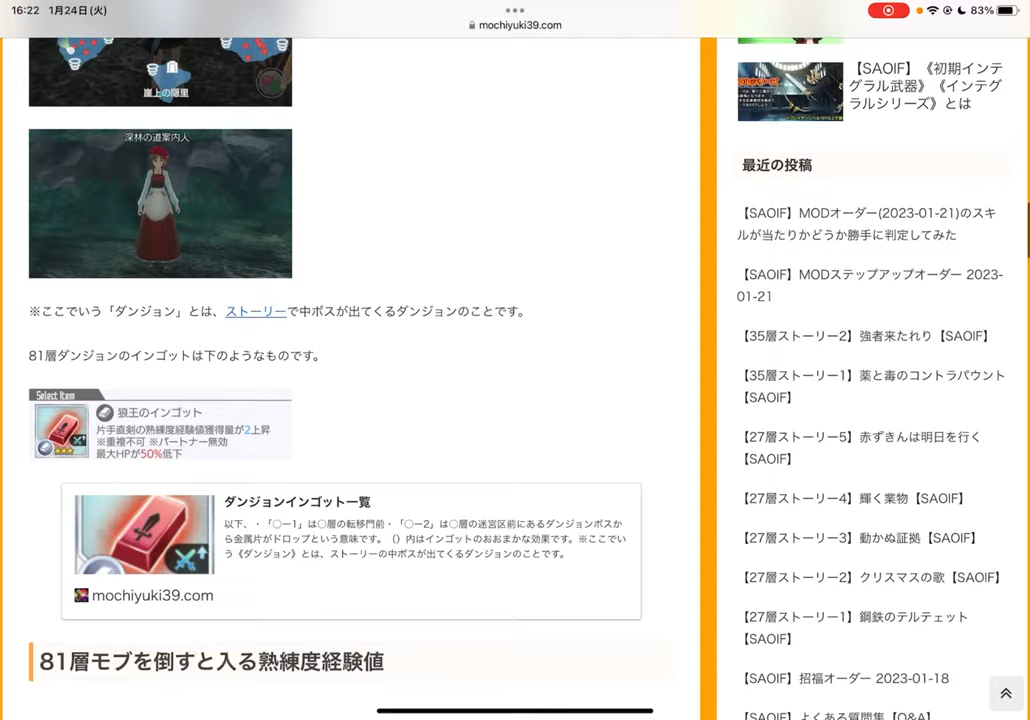 16:22 1月24日(火)
83%
mochiyuki39.com
崖上の隠里
深林の道案内人
※ここでいう「ダンジョン」とは、ストーリーで中ボスが出てくるダンジョンのことです。
81層ダンジョンのインゴットは下のようなものです。
Select Item
狼王のインゴット
片手直剣の熟練度経験値獲得量が2上昇
※重複不可 ※パートナー無効
最大HPが50%低下
ダンジョンインゴット一覧
以下、・「○ー1」は○層の転移門前・「○ー2」は○層の迷宮区前にあるダンジョンボスか
ら金属片がドロップという意味です。（）内はインゴットのおおまかな効果です。※ここでい
う《ダンジョン》とは、ストーリーの中ボスが出てくるダンジョンのことです。
mochiyuki39.com
81層モブを倒すと入る熟練度経験値
【SAOIF】《初期インテ
グラル武器》《インテグ
ラルシリーズ》とは
最近の投稿
【SAOIF】MODオーダー(2023-01-21)のスキ
ルが当たりかどうか勝手に判定してみた
【SAOIF】MODステップアップオーダー 2023-
01-21
【35層ストーリー2】強者来たれり【SAOIF】
【35層ストーリー1】薬と毒のコントラパウント
【SAOIF】
【27層ストーリー5】赤ずきんは明日を行く
【SAOIF】
【27層ストーリー4】輝く業物【SAOIF】
【27層ストーリー3】動かぬ証拠【SAOIF】
【27層ストーリー2】クリスマスの歌【SAOIF】
【27層ストーリー1】鋼鉄のテルテェット
【SAOIF】
【SAOIF】招福オーダー 2023-01-18
【SAOIF】よくある質問集【Q&A】